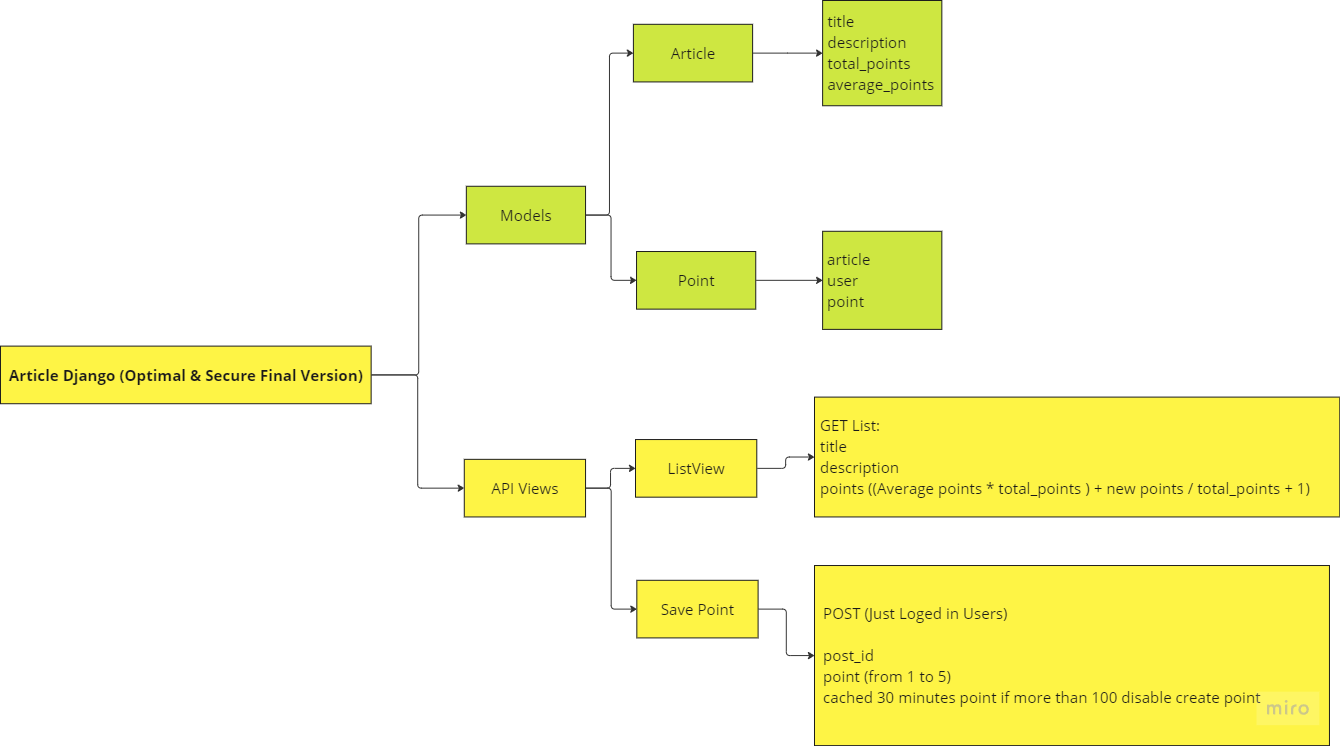 Article Django (Optimal & Secure Final Version)
Models
Article
title
description
total_points
average_points
Point
article
user
point
API Views
ListView
GET List:
title
description
points ((Average points * total_points ) + new points / total_points + 1)
Save Point
POST (Just Loged in Users)
post_id
point (from 1 to 5)
cached 30 minutes point if more than 100 disable create point
miro